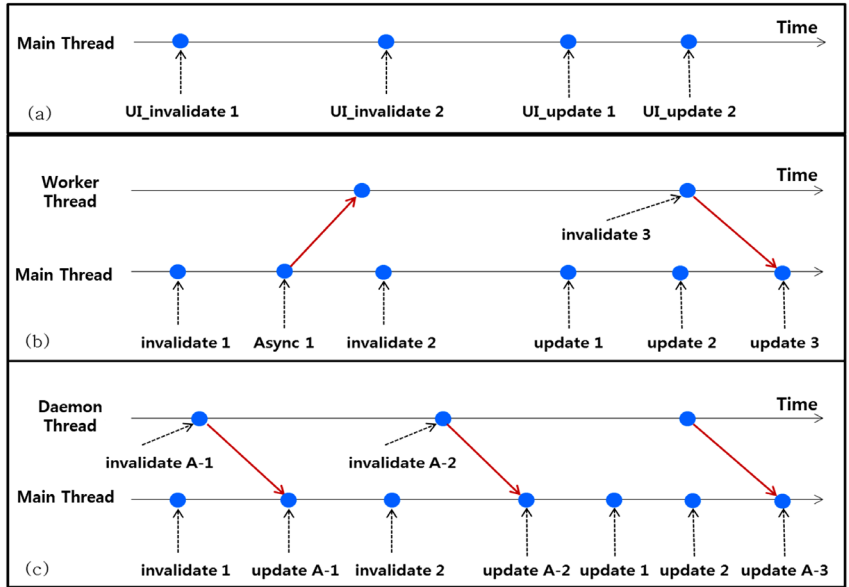 Time
Main Thread
UI_invalidate 1 UI_invalidate 2 UI_update 1 UI_update 2
(a)
Worker
Thread
Time
invalidate 3
Main Thread
invalidate 1 Async 1 invalidate 2 update 1 update 2 update 3
(b)
Daemon
Thread
Time
invalidate A-1 invalidate A-2
Main Thread
invalidate 1 update A-1 invalidate 2 update A-2 update 1 update 2 update A-3
(c)